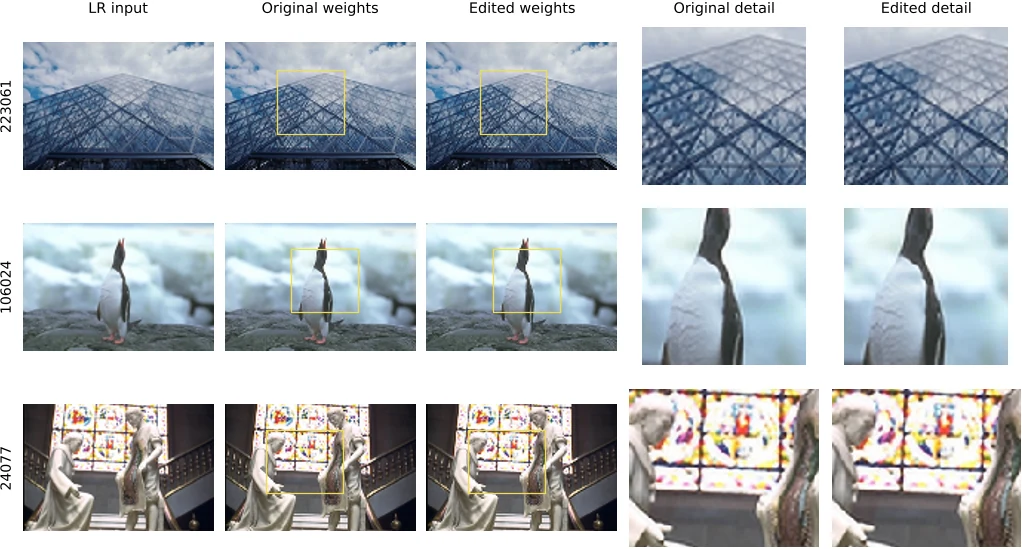 LR input
Original weights
Edited weights
Original detail
Edited detail
223061
106024
24077